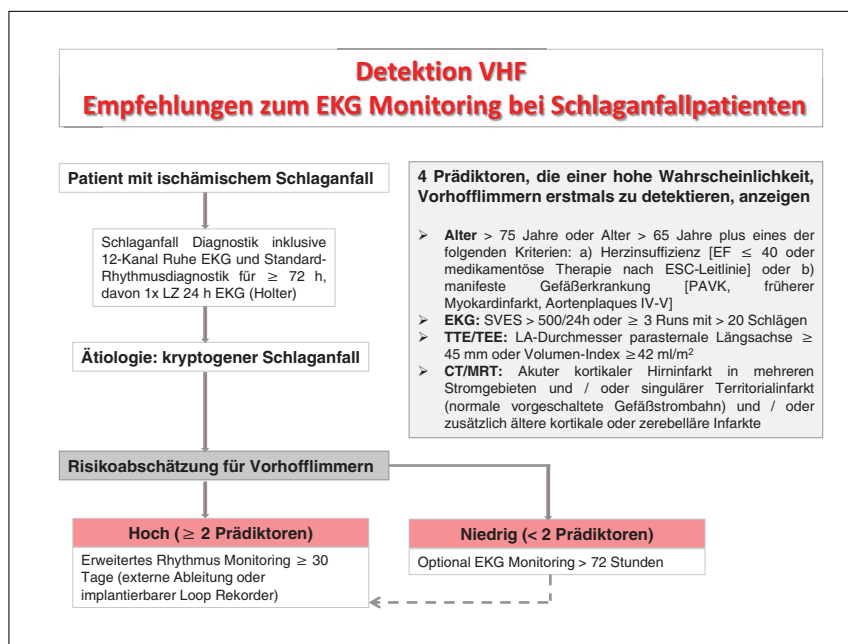 Detektion VHF
Empfehlungen zum EKG Monitoring bei Schlaganfallpatienten
Patient mit ischämischem Schlaganfall
Schlaganfall Diagnostik inklusive
12-Kanal Ruhe EKG und Standard-
Rhythmusdiagnostik für ≥ 72 h,
davon 1x LZ 24 h EKG (Holter)
Ätiologie: kryptogener Schlaganfall
4 Prädiktoren, die einer hohe Wahrscheinlichkeit,
Vorhofflimmern erstmals zu detektieren, anzeigen
➢ Alter > 75 Jahre oder Alter > 65 Jahre plus eines der
folgenden Kriterien: a) Herzinsuffizienz [EF ≤ 40 oder
medikamentöse Therapie nach ESC-Leitlinie] oder b)
manifeste Gefäßerkrankung [PAVK, früherer
Myokardinfarkt, Aortenplaques IV-V]
➢ EKG: SVES > 500/24h oder ≥ 3 Runs mit > 20 Schlägen
➢ TTE/TEE: LA-Durchmesser parasternale Längsachse ≥
45 mm oder Volumen-Index ≥42 ml/m²
➢ CT/MRT: Akuter kortikaler Hirninfarkt in mehreren
Stromgebieten und / oder singulärer Territorialinfarkt
(normale vorgeschaltete Gefäßstrombahn) und / oder
zusätzlich ältere kortikale oder zerebelläre Infarkte
Risikoabschätzung für Vorhofflimmern
Hoch (≥ 2 Prädiktoren)
Erweitertes Rhythmus Monitoring ≥ 30
Tage (externe Ableitung oder
implantierbarer Loop Rekorder)
Niedrig (< 2 Prädiktoren)
Optional EKG Monitoring > 72 Stunden